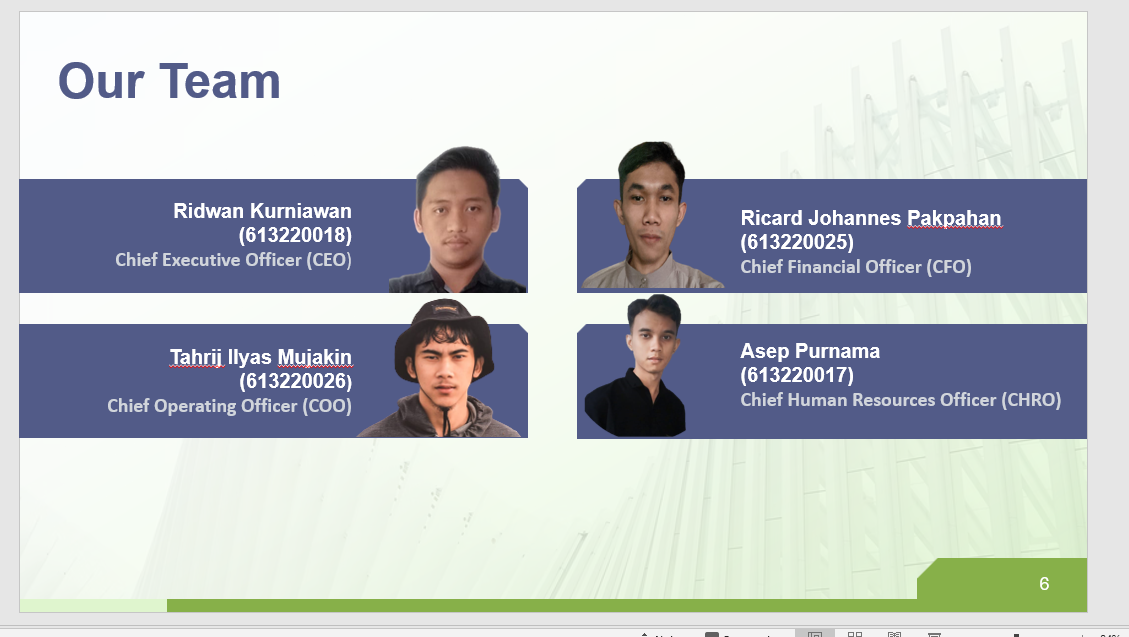 Our Team
Ridwan Kurniawan
(613220018)
Chief Executive Officer (CEO)
Ricard Johannes Pakpahan
(613220025)
Chief Financial Officer (CFO)
Tahrij Ilyas Mujakin
(613220026)
Chief Operating Officer (COO)
Asep Purnama
(613220017)
Chief Human Resources Officer (CHRO)
6